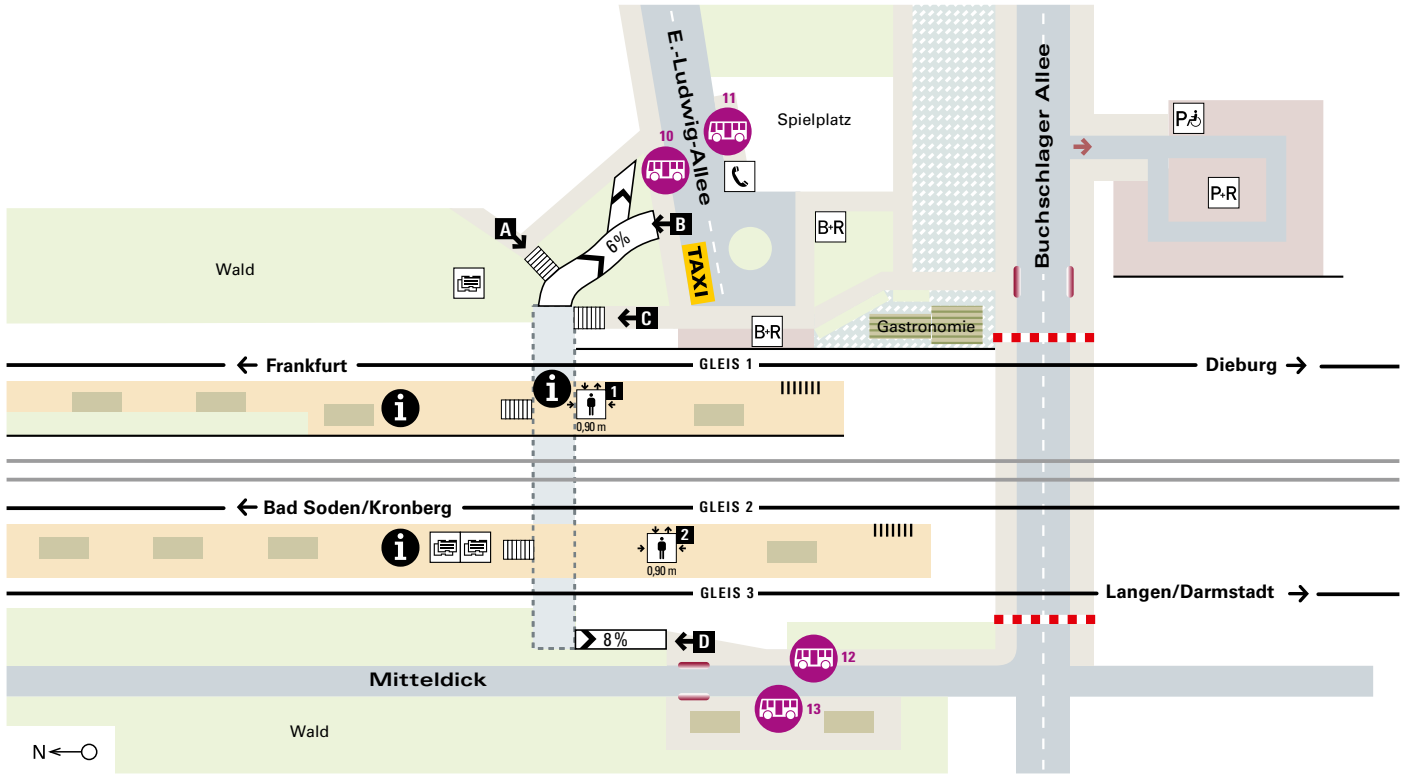 E.-Ludwig-Allee
Buchschlager Allee
11
10
Spielplatz
P
P+R
A
B
6%
B+R
TAXI
Wald
C
B+R
Gastronomie
Frankfurt
GLEIS 1
Dieburg
i
i
1
0,90 m
Bad Soden/Kronberg
GLEIS 2
i
2
0,90 m
GLEIS 3
Langen/Darmstadt
8%
D
12
Mitteldick
13
Wald
N